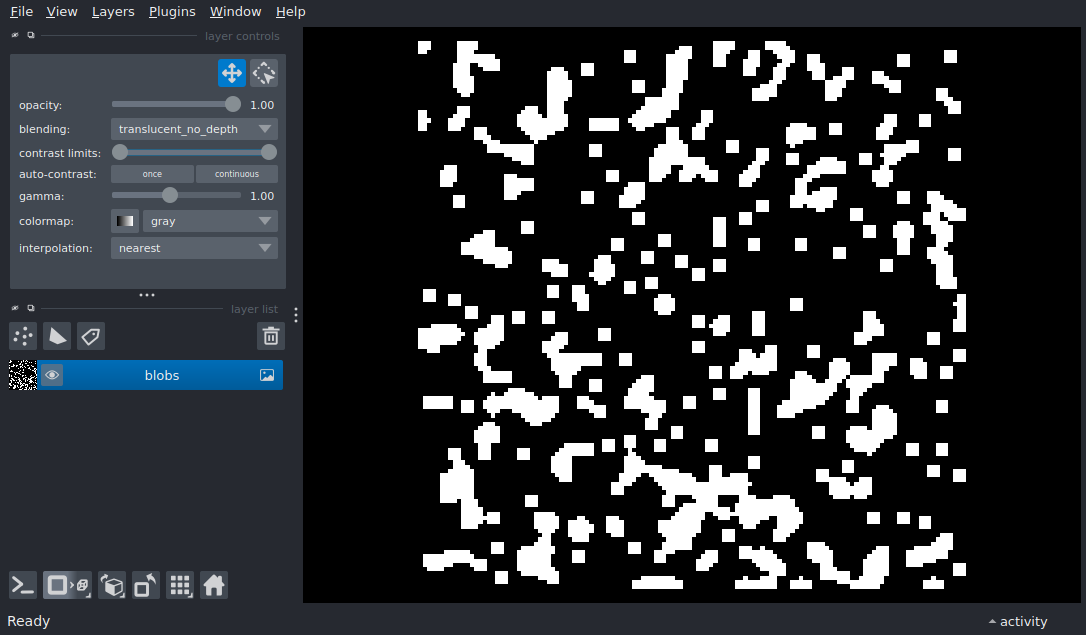 File View Layers Plugins Window Help
layer controls
opacity: 1.00
blending: translucent_no_depth
contrast limits:
auto-contrast: once continuous
gamma: 1.00
colormap: gray
interpolation: nearest
layer list
blobs
Ready activity